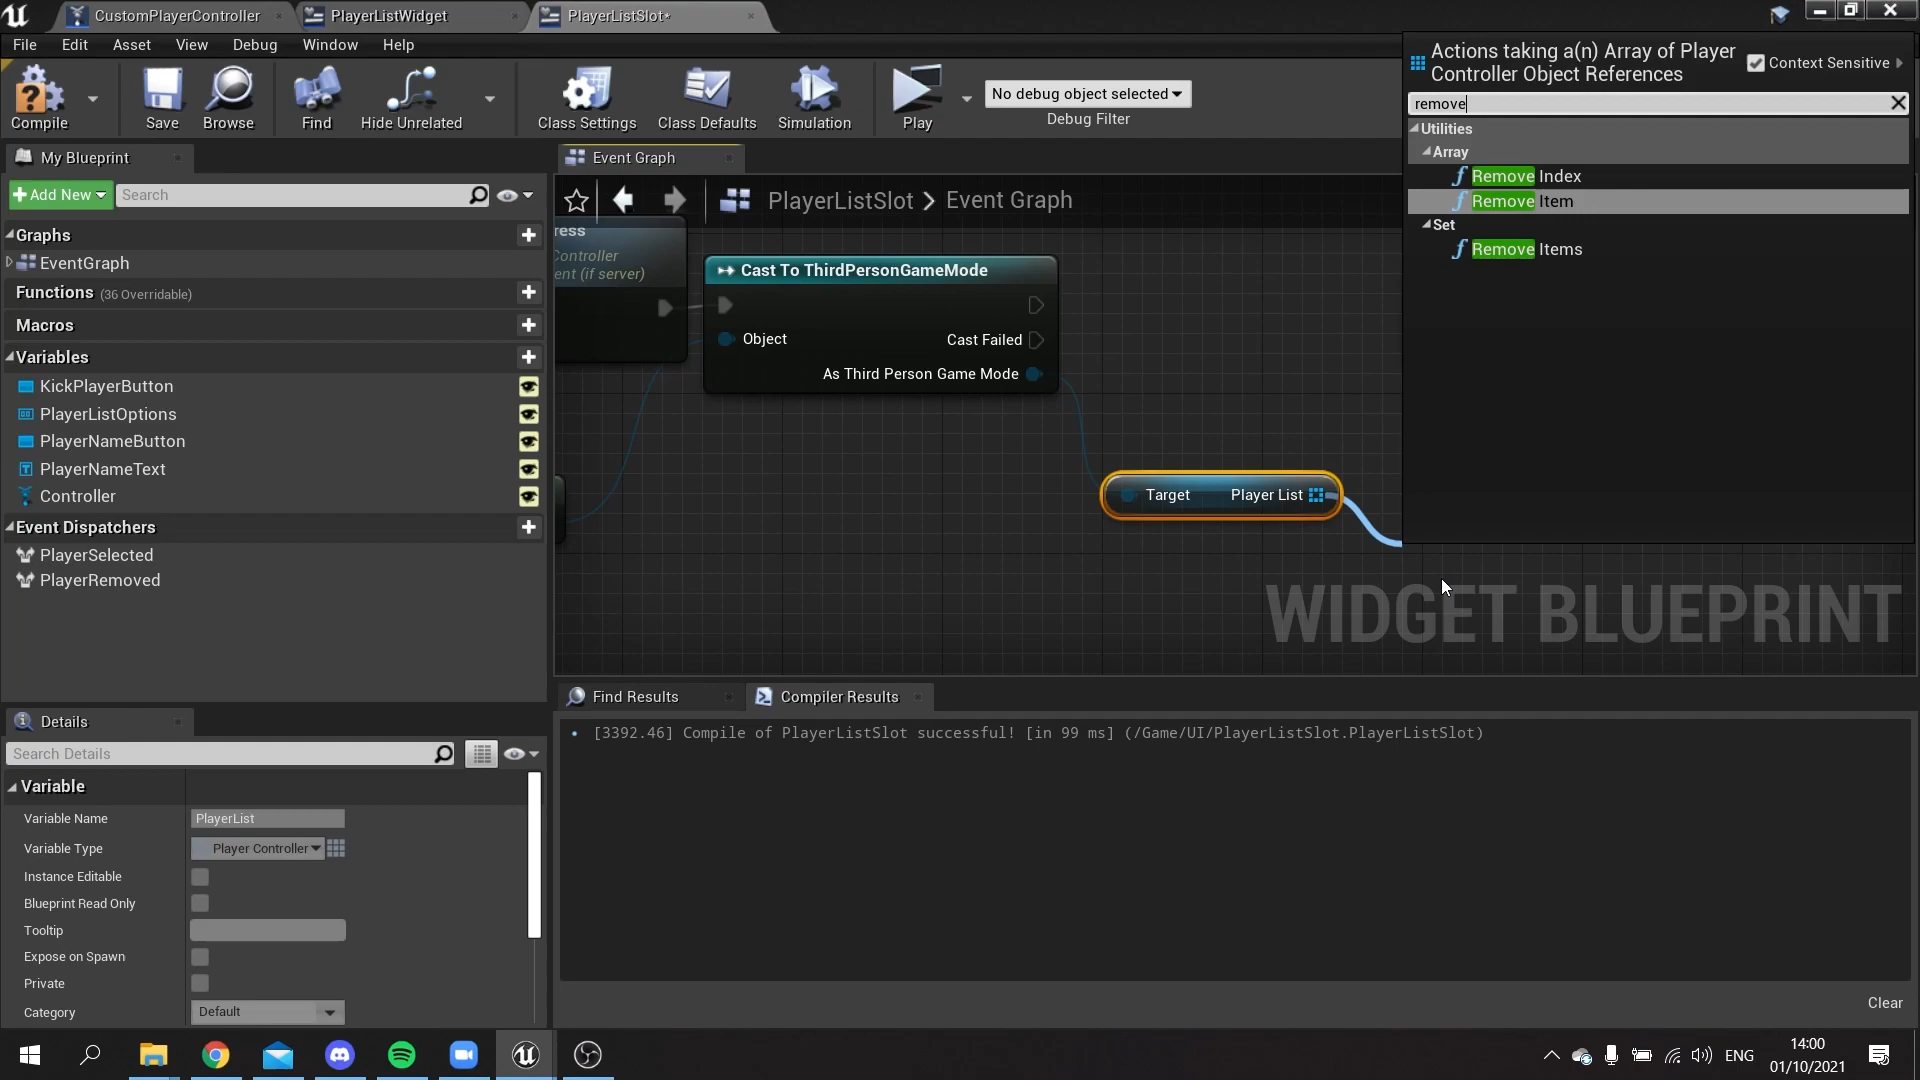 CustomPlayerController
PlayerListWidget
PlayerListSlot*
File Edit Asset View Debug Window Help
Compile
Save
Browse
Find
Hide Unrelated
Class Settings
Class Defaults
Simulation
Play
No debug object selected
Debug Filter
Actions taking a(n) Array of Player
Controller Object References
Context Sensitive
remove
Utilities
Array
Remove Index
Remove Item
Set
Remove Items
My Blueprint
Add New
Search
Graphs
EventGraph
Functions (36 Overridable)
Macros
Variables
KickPlayerButton
PlayerListOptions
PlayerNameButton
PlayerNameText
Controller
Event Dispatchers
PlayerSelected
PlayerRemoved
Event Graph
PlayerListSlot > Event Graph
ress
Controller
ent (if server)
Cast To ThirdPersonGameMode
Object
Cast Failed
As Third Person Game Mode
Target
Player List
WIDGET BLUEPRINT
Find Results
Compiler Results
[3392.46] Compile of PlayerListSlot successful! [in 99 ms] (/Game/UI/PlayerListSlot.PlayerListSlot)
Clear
Details
Search Details
Variable
Variable Name PlayerList
Variable Type Player Controller
Instance Editable
Blueprint Read Only
Tooltip
Expose on Spawn
Private
Category Default
ENG
14:00
01/10/2021